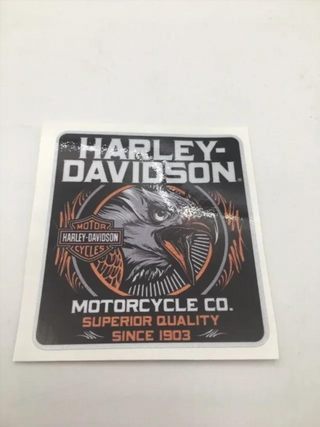 HARLEY-
DAVIDSON
MOTOR
HARLEY-DAVIDSON
CYCLES
MOTORCYCLE CO.
SUPERIOR QUALITY
SINCE 1903